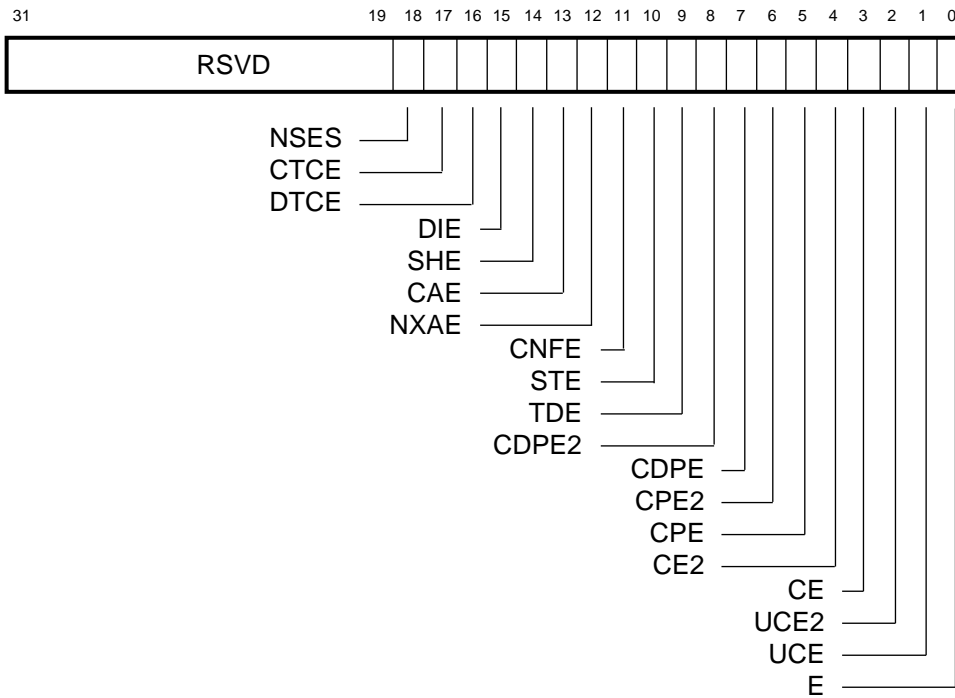 31 19 18 17 16 15 14 13 12 11 10 9 8 7 6 5 4 3 2 1 0
RSVD
NSES
CTCE
DTCE
DIE
SHE
CAE
NXAE
CNFE
STE
TDE
CDPE2
CDPE
CPE2
CPE
CE2
CE
UCE2
UCE
E